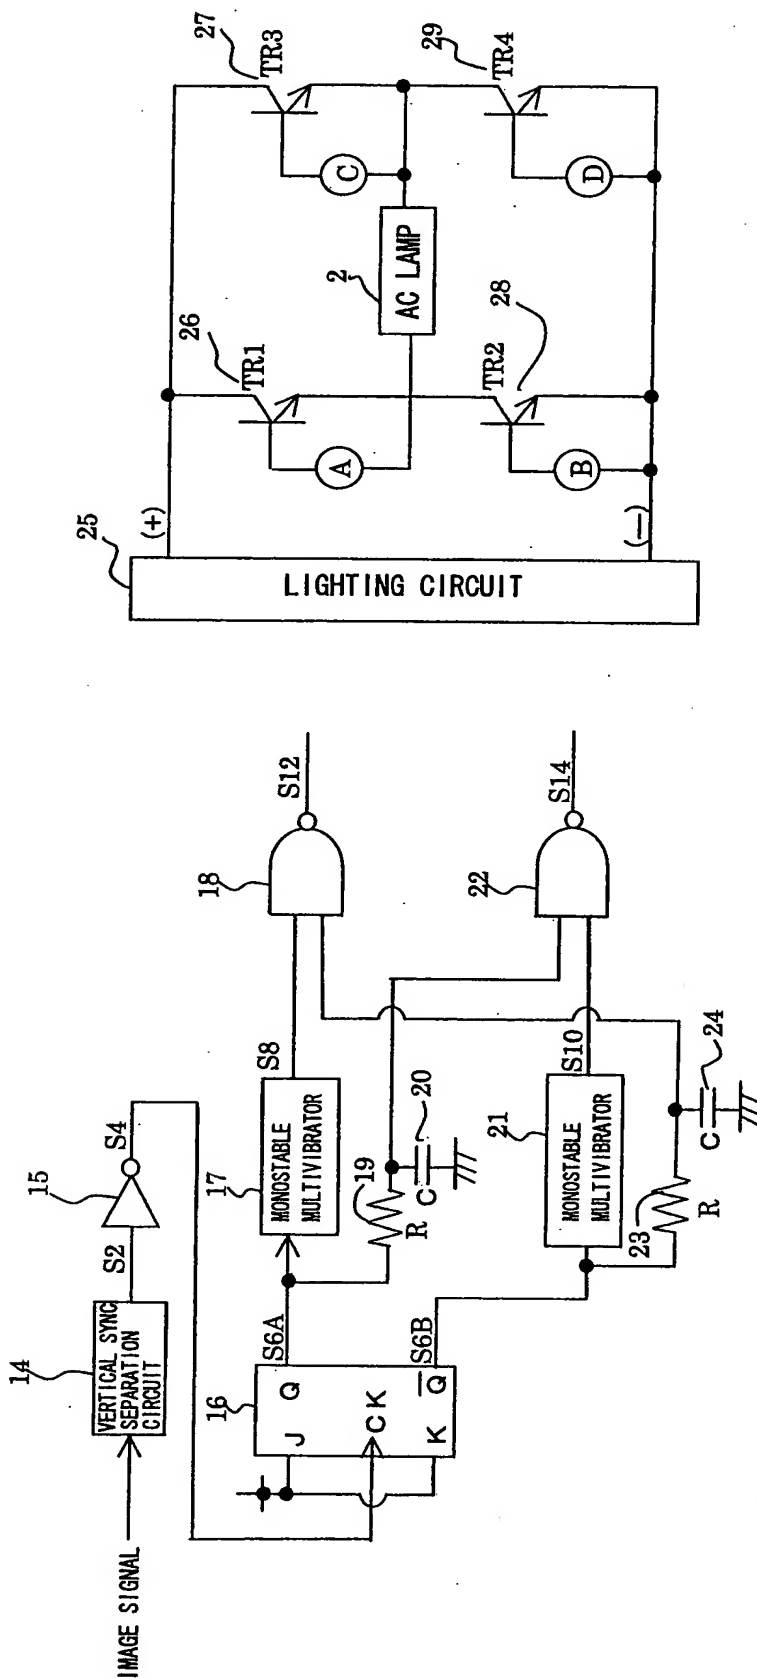 IMAGE SIGNAL
14
VERTICAL SYNC
SEPARATION
CIRCUIT
S2
15
S4
16
J
Q
CK
K
Q
S6A
S6B
17
MONOSTABLE
MULTIVIBRATOR
S8
19
R
C
20
18
S12
21
MONOSTABLE
MULTIVIBRATOR
S10
23
R
C
24
22
S14
25
LIGHTING CIRCUIT
(+)
(—)
26
TR1
A
27
TR3
C
2
AC LAMP
TR2
28
B
29
TR4
D